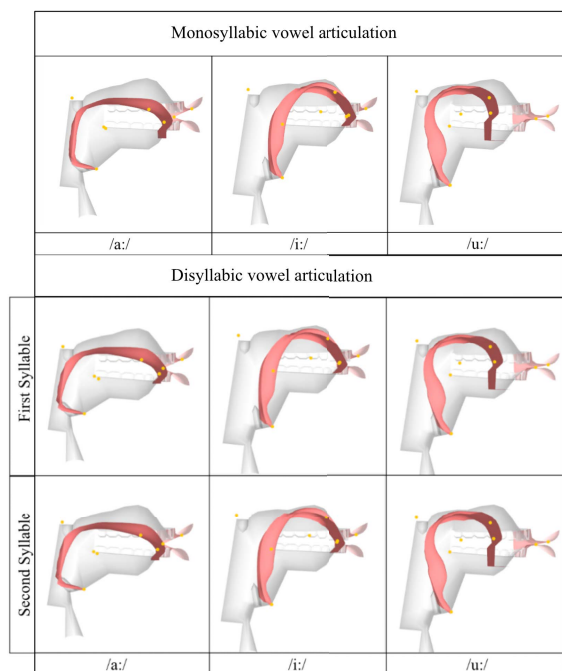 Monosyllabic vowel articulation
/a:/ /i:/ /u:/
Disyllabic vowel articulation
First Syllable
Second Syllable
/a:/ /i:/ /u:/